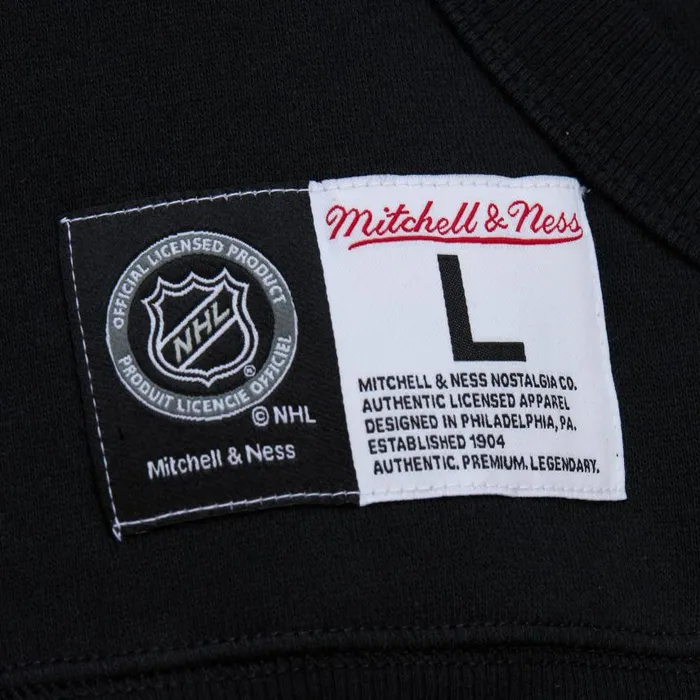 OFFICIAL LICENSED PRODUCT
NHL
®
PRODUIT LICENCIE OFFICIEL
© NHL
Mitchell & Ness
Mitchell & Ness
L
MITCHELL & NESS NOSTALGIA CO.
AUTHENTIC LICENSED APPAREL
DESIGNED IN PHILADELPHIA, PA.
ESTABLISHED 1904
AUTHENTIC. PREMIUM. LEGENDARY.